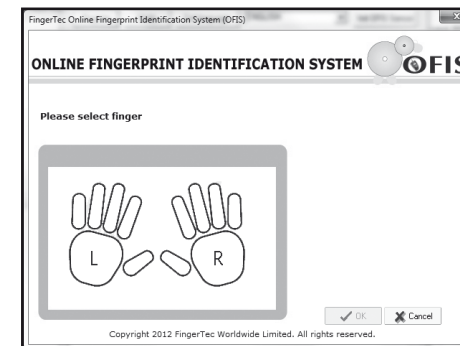 FingerTec Online Fingerprint Identification System (OFIS)
ONLINE FINGERPRINT IDENTIFICATION SYSTEM OFIS
Please select finger
L R
OK Cancel
Copyright 2012 FingerTec Worldwide Limited. All rights reserved.